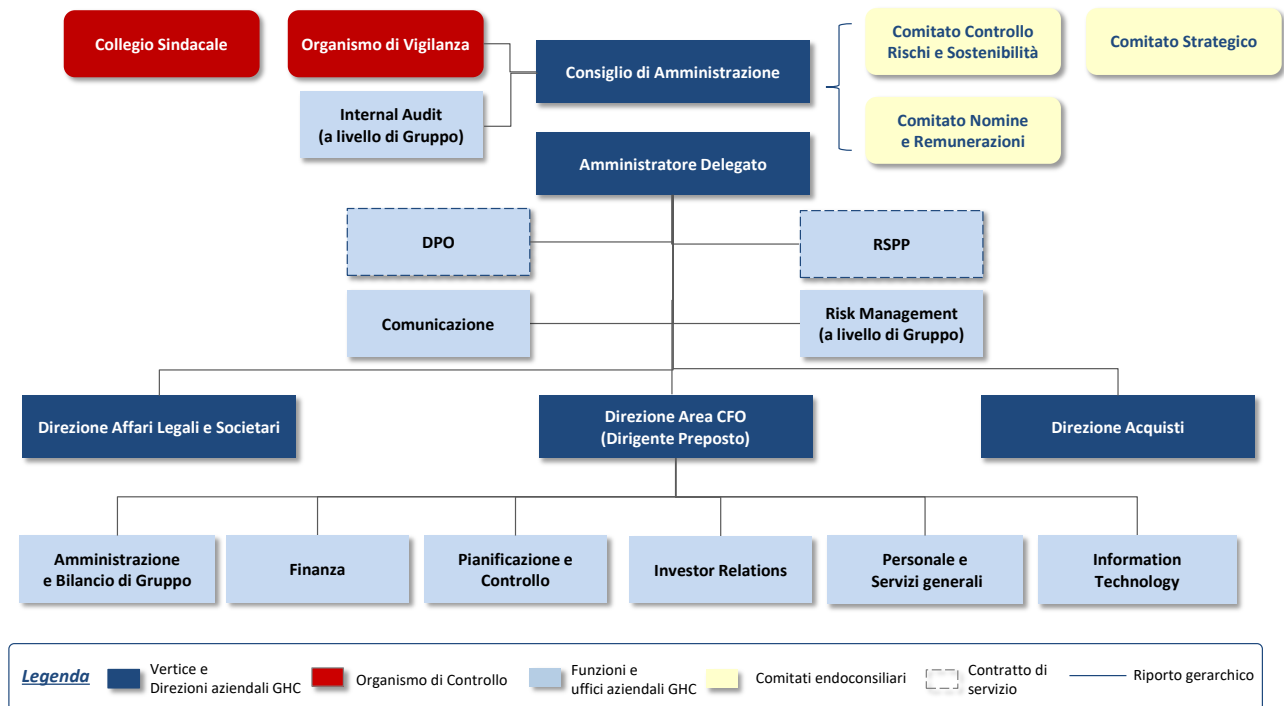 Collegio Sindacale
Organismo di Vigilanza
Consiglio di Amministrazione
Comitato Controllo
Rischi e Sostenibilità
Comitato Strategico
Internal Audit
(a livello di Gruppo)
Comitato Nomine
e Remunerazioni
Amministratore Delegato
DPO
RSPP
Comunicazione
Risk Management
(a livello di Gruppo)
Direzione Affari Legali e Societari
Direzione Area CFO
(Dirigente Preposto)
Direzione Acquisti
Amministrazione
e Bilancio di Gruppo
Finanza
Pianificazione e
Controllo
Investor Relations
Personale e
Servizi generali
Information
Technology
Legenda
Vertice e
Direzioni aziendali GHC
Organismo di Controllo
Funzioni e
uffici aziendali GHC
Comitati endoconsiliari
Contratto di
servizio
Riporto gerarchico